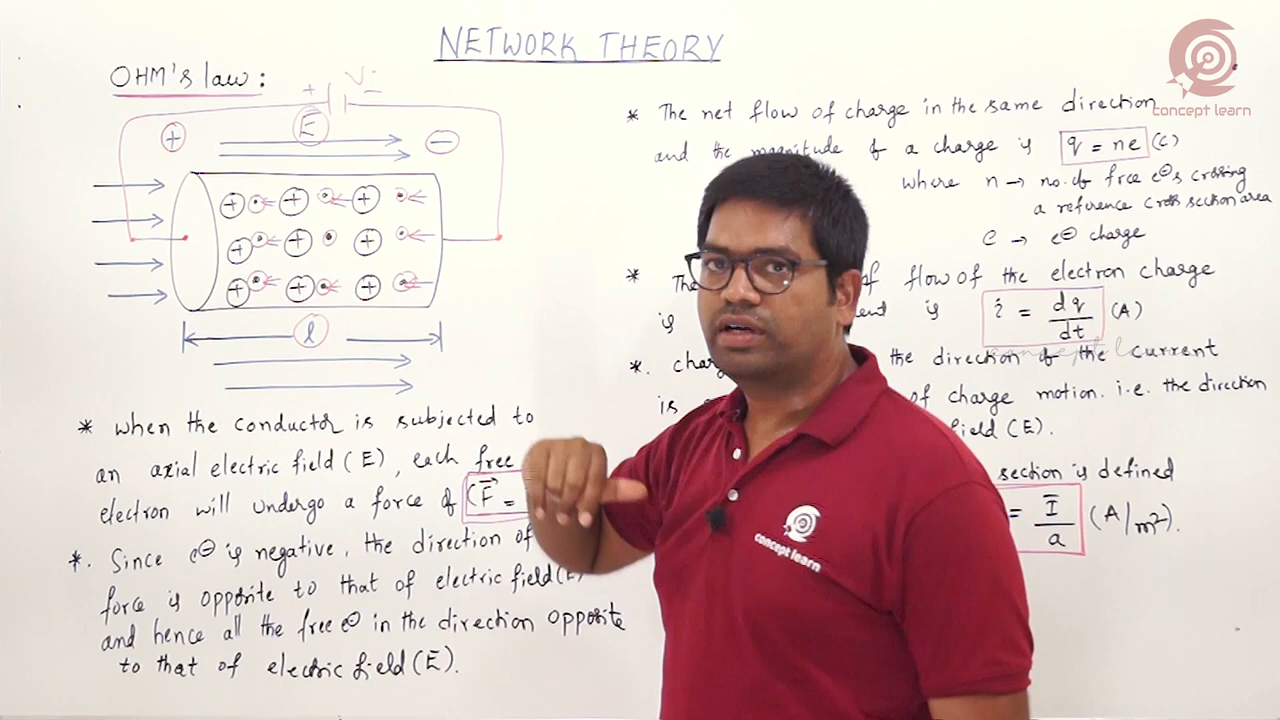 NETWORK THEORY
concept learn
OHM's law :
+ V -
+ E −
+ + +
+ + +
+ + +
l
* when the conductor is subjected to
an axial electric field (E), each free
electron will undergo a force of (F =
*. Since e⊖ is negative, the direction of
force is opposite to that of electric field (E)
and hence all the free e⊖ in the direction opposite
to that of electric field (E).
* The net flow of charge in the same direction
and the magnitude of a charge is q = ne (C)
where n → no. of free e⊖s crossing
a reference cross section area
e → e⊖ charge
* The of flow of the electron charge
is is i = dq/dt (A)
*. the direction of the current
is of charge motion. i.e. the direction
field (E).
section is defined
= I/a (A/m²).
concept learn